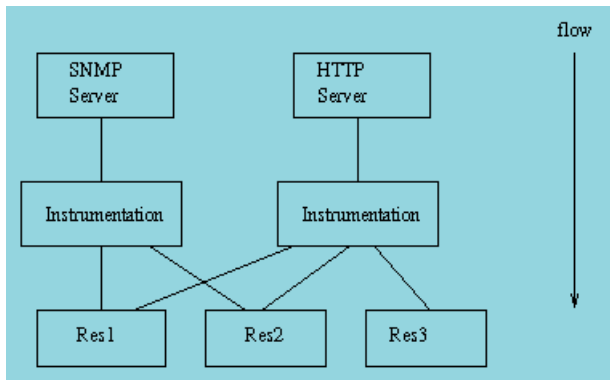 flow
SNMP
Server
HTTP
Server
Instrumentation
Instrumentation
Res1
Res2
Res3